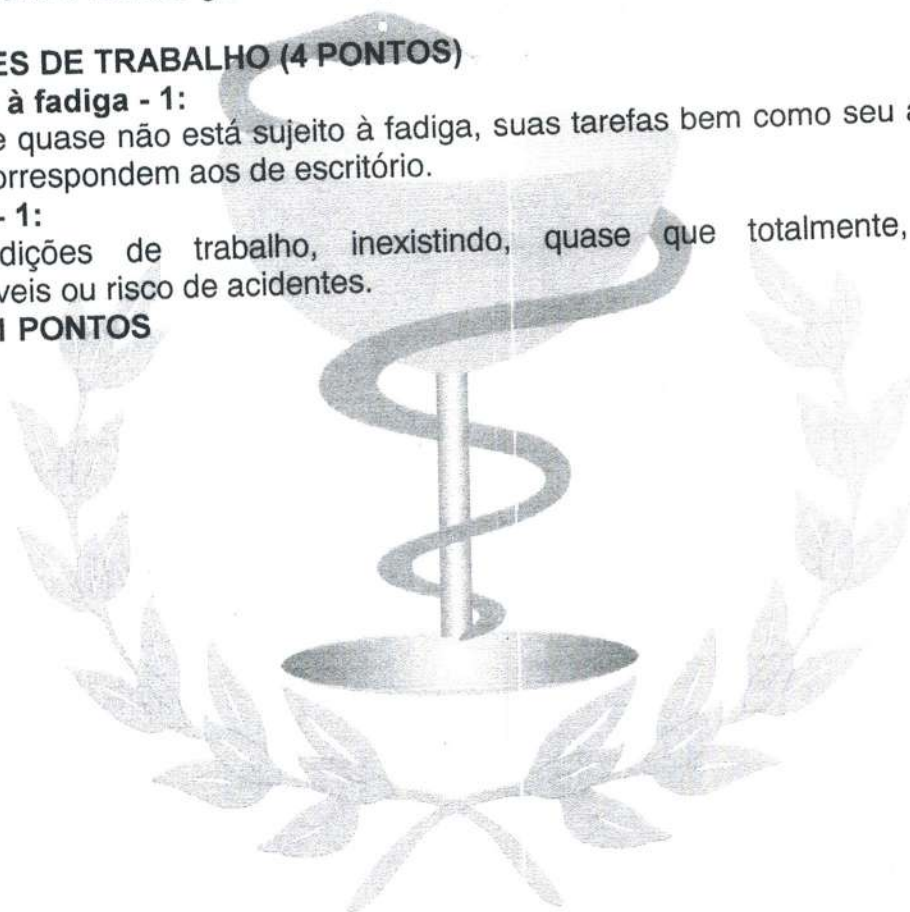 ES DE TRABALHO (4 PONTOS)
à fadiga - 1:
e quase não está sujeito à fadiga, suas tarefas bem como seu a
orrespondem aos de escritório.
- 1:
dições de trabalho, inexistindo, quase que totalmente,
veis ou risco de acidentes.
1 PONTOS